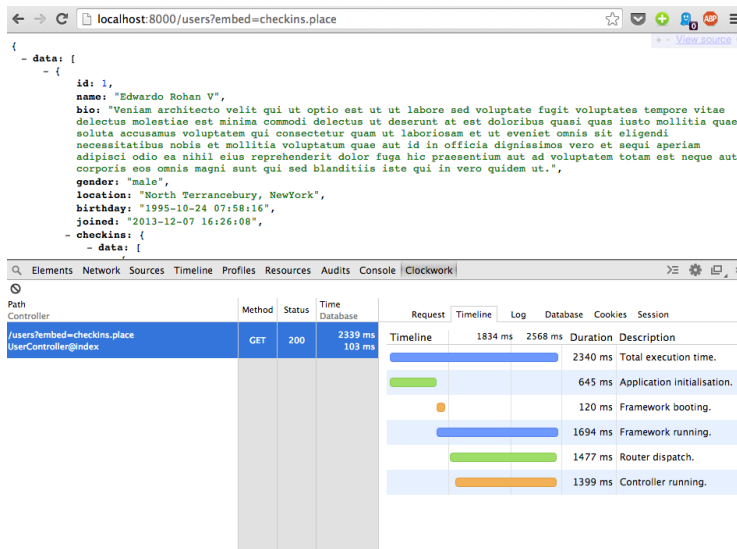 localhost:8000/users?embed=checkins.place
ABP
0
+ - View source
{
- data: [
- {
id: 1,
name: "Edwardo Rohan V",
bio: "Veniam architecto velit qui ut optio est ut ut labore sed voluptate fugit voluptates tempore vitae
delectus molestiae est minima commodi delectus ut deserunt at est doloribus quasi quas iusto mollitia quae
soluta accusamus voluptatem qui consectetur quam ut laboriosam et ut eveniet omnis sit eligendi
necessitatibus nobis et mollitia voluptatum quae aut id in officia dignissimos vero et sequi aperiam
adipisci odio ea nihil eius reprehenderit dolor fuga hic praesentium aut ad voluptatem totam est neque aut
corporis eos omnis magni sunt qui sed blanditiis iste qui in vero quidem ut.",
gender: "male",
location: "North Terrancebury, NewYork",
birthday: "1995-10-24 07:58:16",
joined: "2013-12-07 16:26:08",
- checkins: {
- data: [
Elements Network Sources Timeline Profiles Resources Audits Console Clockwork
Path
Controller
Method
Status
Time
Database
/users?embed=checkins.place
UserController@index
GET
200
2339 ms
103 ms
Request Timeline Log Database Cookies Session
Timeline 1834 ms 2568 ms Duration Description
2340 ms Total execution time.
645 ms Application initialisation.
120 ms Framework booting.
1694 ms Framework running.
1477 ms Router dispatch.
1399 ms Controller running.